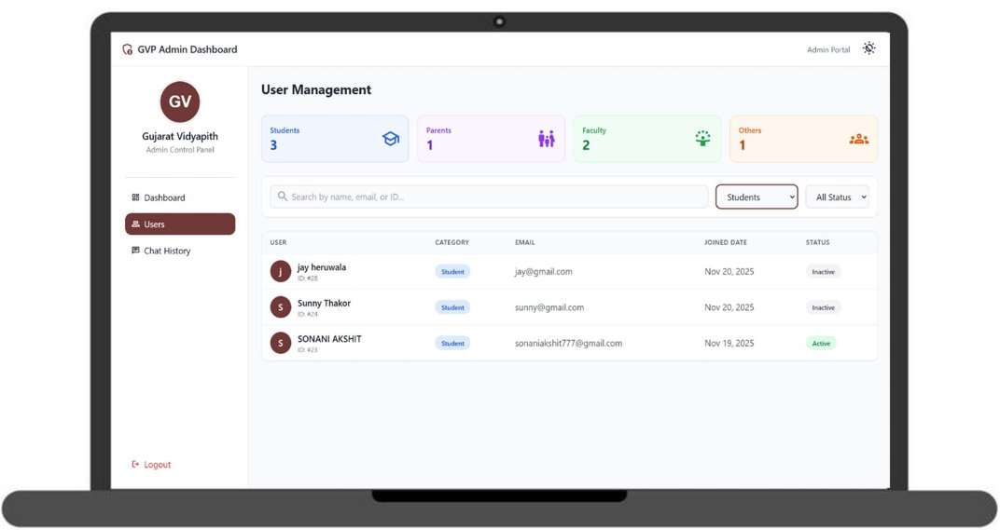 GVP Admin Dashboard
Admin Portal
GV
Gujarat Vidyapith
Admin Control Panel
Dashboard
Users
Chat History
Logout
User Management
Students
3
Parents
1
Faculty
2
Others
1
Search by name, email, or ID...
Students
All Status
USER CATEGORY EMAIL JOINED DATE STATUS
j jay heruwala Student jay@gmail.com Nov 20, 2025 Inactive
ID: #28
S Sunny Thakor Student sunny@gmail.com Nov 20, 2025 Inactive
ID: #24
S SONANI AKSHIT Student sonaniakshit777@gmail.com Nov 19, 2025 Active
ID: #23